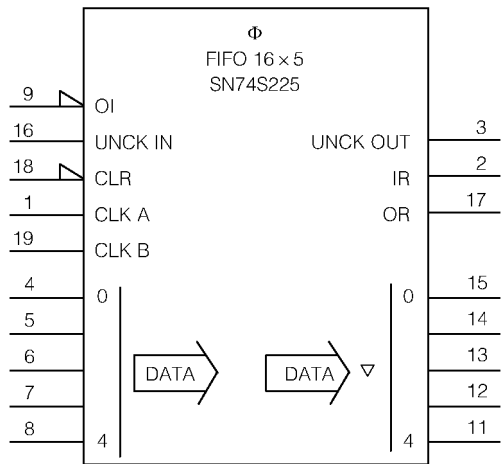 Φ
FIFO 16 × 5
SN74S225
9 OI
16 UNCK IN
18 CLR
1 CLK A
19 CLK B
UNCK OUT 3
IR 2
OR 17
4 0
5
6
7
8 4
DATA
DATA ▽
0 15
14
13
12
4 11